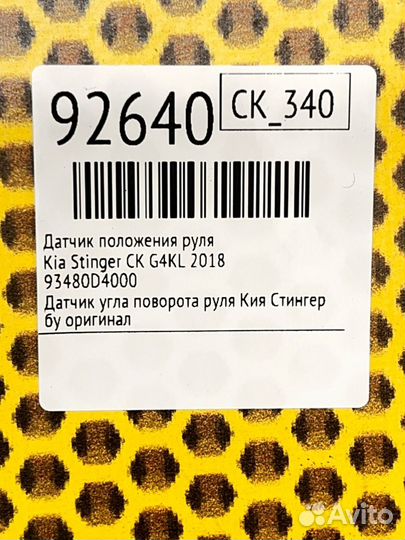 92640
CK_340
Датчик положения руля
Kia Stinger CK G4KL 2018
93480D4000
Датчик угла поворота руля Кия Стингер
бу оригинал
Avito